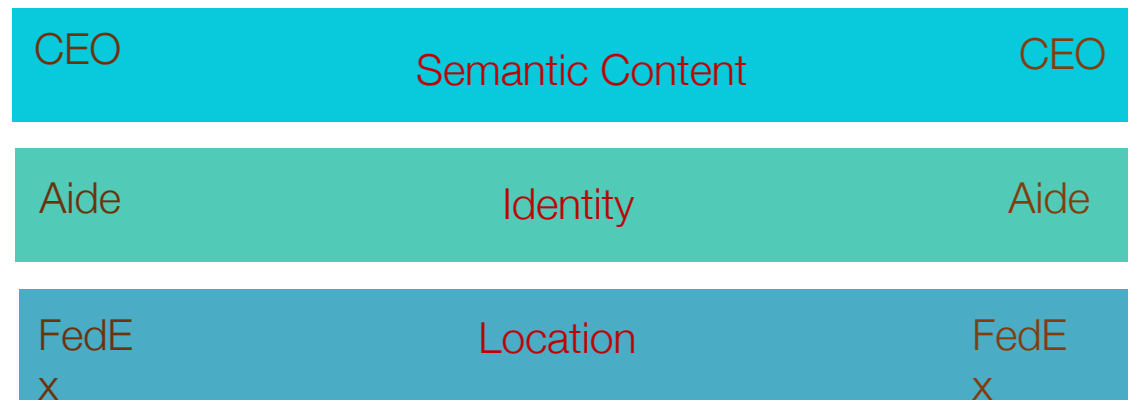 CEO Semantic Content CEO
Aide Identity Aide
FedE Location FedE
x x